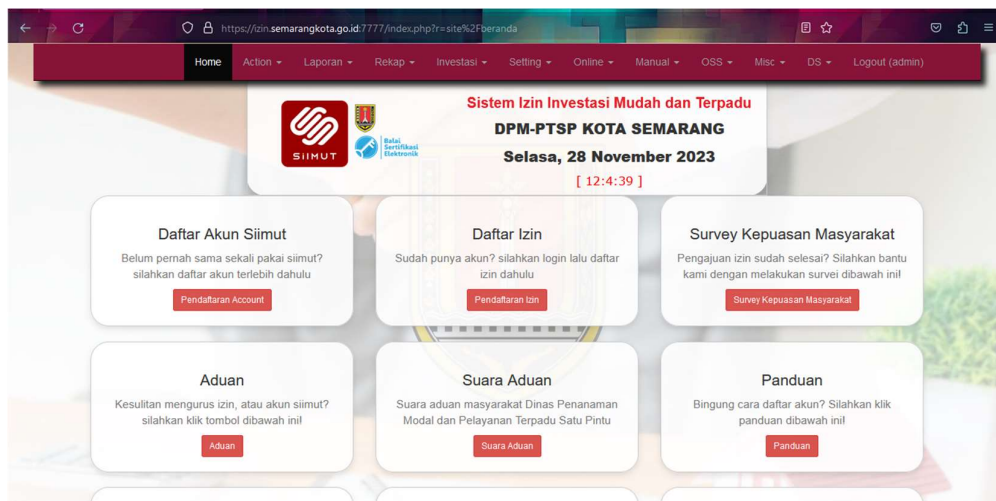 https://izin.semarangkota.go.id:7777/index.php?r=site%2Fberanda
Home Action Laporan Rekap Investasi Setting Online Manual OSS Misc DS Logout (admin)
SIIMUT
Balai
Sertifikasi
Elektronik
Sistem Izin Investasi Mudah dan Terpadu
DPM-PTSP KOTA SEMARANG
Selasa, 28 November 2023
[ 12:4:39 ]
Daftar Akun Siimut
Belum pernah sama sekali pakai siimut?
silahkan daftar akun terlebih dahulu
Pendaftaran Account
Daftar Izin
Sudah punya akun? silahkan login lalu daftar
izin dahulu
Pendaftaran Izin
Survey Kepuasan Masyarakat
Pengajuan izin sudah selesai? Silahkan bantu
kami dengan melakukan survei dibawah ini!
Survey Kepuasan Masyarakat
Aduan
Kesulitan mengurus izin, atau akun siimut?
silahkan klik tombol dibawah ini!
Aduan
Suara Aduan
Suara aduan masyarakat Dinas Penanaman
Modal dan Pelayanan Terpadu Satu Pintu
Suara Aduan
Panduan
Bingung cara daftar akun? Silahkan klik
panduan dibawah ini!
Panduan